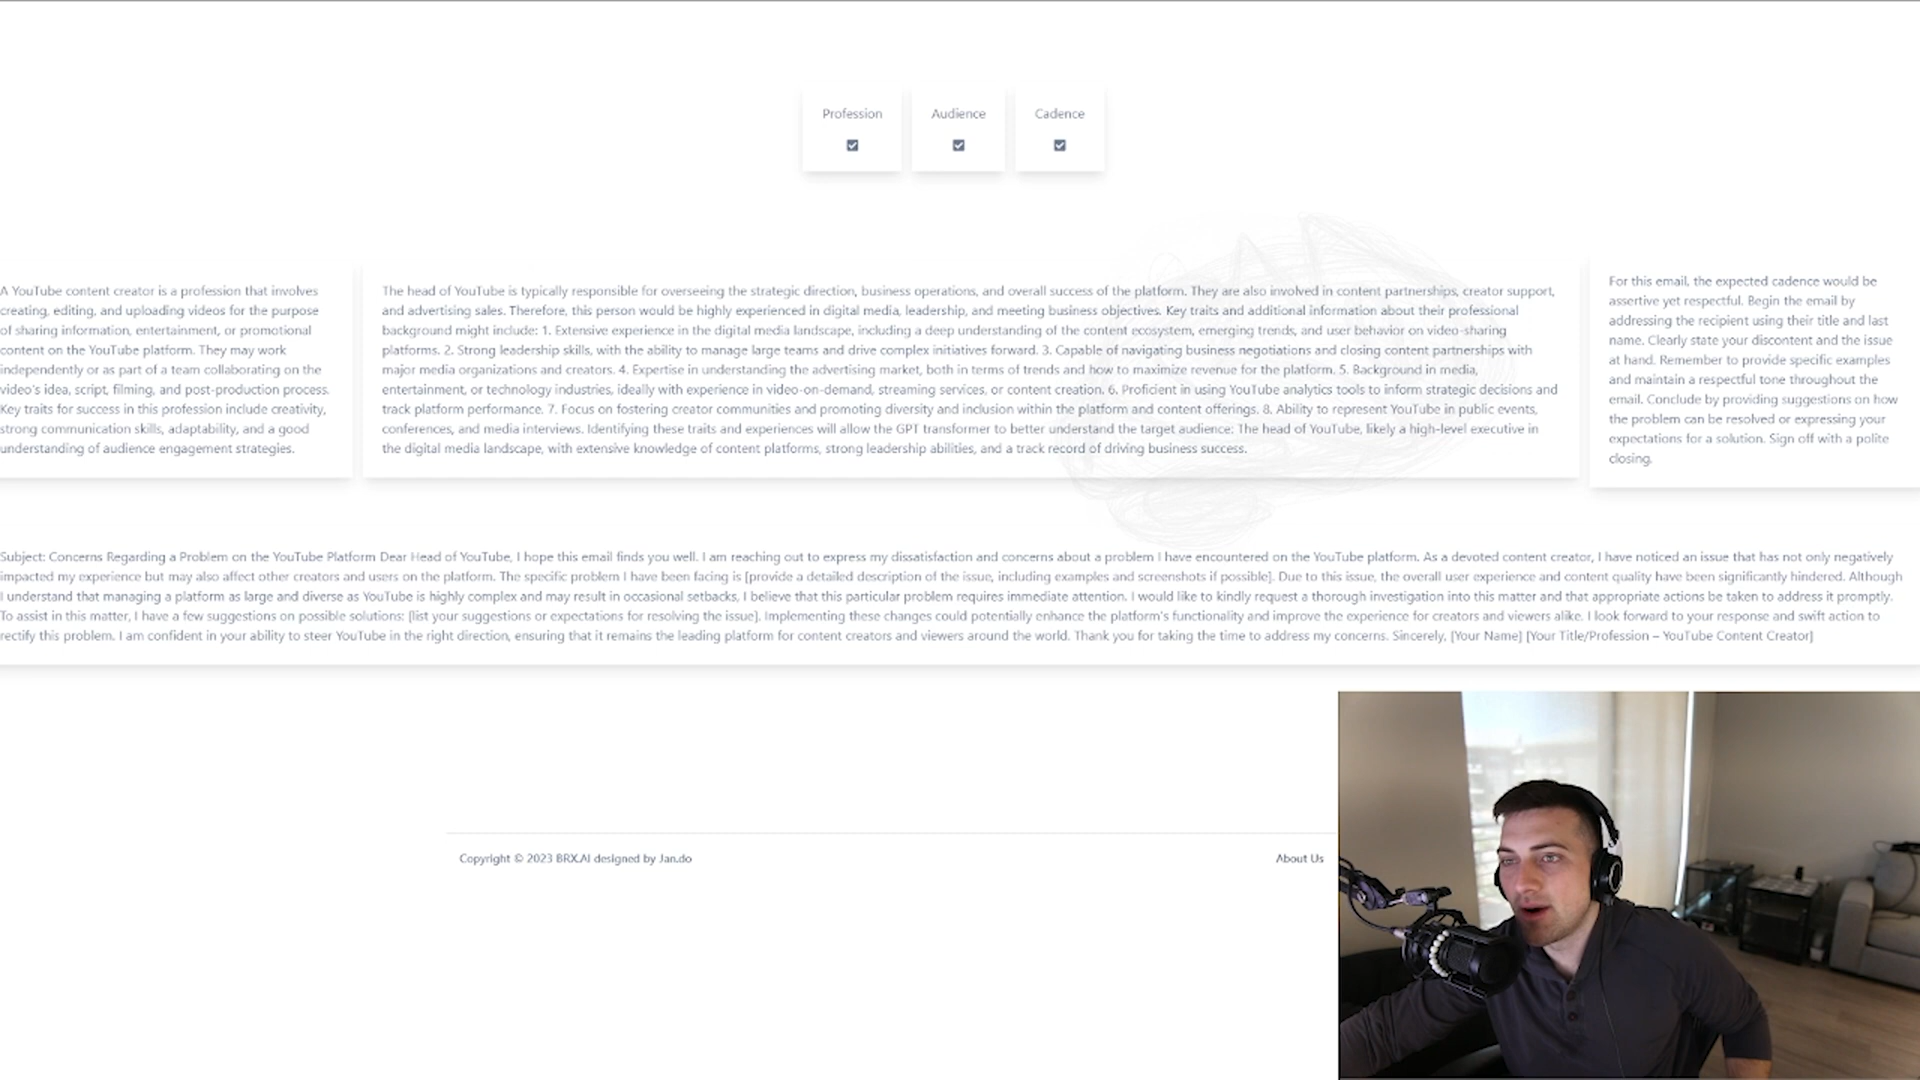 Profession
Audience
Cadence
A YouTube content creator is a profession that involves
creating, editing, and uploading videos for the purpose
of sharing information, entertainment, or promotional
content on the YouTube platform. They may work
independently or as part of a team collaborating on the
video's idea, script, filming, and post-production process.
Key traits for success in this profession include creativity,
strong communication skills, adaptability, and a good
understanding of audience engagement strategies.
The head of YouTube is typically responsible for overseeing the strategic direction, business operations, and overall success of the platform. They are also involved in content partnerships, creator support,
and advertising sales. Therefore, this person would be highly experienced in digital media, leadership, and meeting business objectives. Key traits and additional information about their professional
background might include: 1. Extensive experience in the digital media landscape, including a deep understanding of the content ecosystem, emerging trends, and user behavior on video-sharing
platforms. 2. Strong leadership skills, with the ability to manage large teams and drive complex initiatives forward. 3. Capable of navigating business negotiations and closing content partnerships with
major media organizations and creators. 4. Expertise in understanding the advertising market, both in terms of trends and how to maximize revenue for the platform. 5. Background in media,
entertainment, or technology industries, ideally with experience in video-on-demand, streaming services, or content creation. 6. Proficient in using YouTube analytics tools to inform strategic decisions and
track platform performance. 7. Focus on fostering creator communities and promoting diversity and inclusion within the platform and content offerings. 8. Ability to represent YouTube in public events,
conferences, and media interviews. Identifying these traits and experiences will allow the GPT transformer to better understand the target audience: The head of YouTube, likely a high-level executive in
the digital media landscape, with extensive knowledge of content platforms, strong leadership abilities, and a track record of driving business success.
For this email, the expected cadence would be
assertive yet respectful. Begin the email by
addressing the recipient using their title and last
name. Clearly state your discontent and the issue
at hand. Remember to provide specific examples
and maintain a respectful tone throughout the
email. Conclude by providing suggestions on how
the problem can be resolved or expressing your
expectations for a solution. Sign off with a polite
closing.
Subject: Concerns Regarding a Problem on the YouTube Platform Dear Head of YouTube, I hope this email finds you well. I am reaching out to express my dissatisfaction and concerns about a problem I have encountered on the YouTube platform. As a devoted content creator, I have noticed an issue that has not only negatively
impacted my experience but may also affect other creators and users on the platform. The specific problem I have been facing is [provide a detailed description of the issue, including examples and screenshots if possible]. Due to this issue, the overall user experience and content quality have been significantly hindered. Although
I understand that managing a platform as large and diverse as YouTube is highly complex and may result in occasional setbacks, I believe that this particular problem requires immediate attention. I would like to kindly request a thorough investigation into this matter and that appropriate actions be taken to address it promptly.
To assist in this matter, I have a few suggestions on possible solutions: [list your suggestions or expectations for resolving the issue]. Implementing these changes could potentially enhance the platform's functionality and improve the experience for creators and viewers alike. I look forward to your response and swift action to
rectify this problem. I am confident in your ability to steer YouTube in the right direction, ensuring that it remains the leading platform for content creators and viewers around the world. Thank you for taking the time to address my concerns. Sincerely, [Your Name] [Your Title/Profession – YouTube Content Creator]
Copyright © 2023 BRX.AI designed by Jan.do
About Us